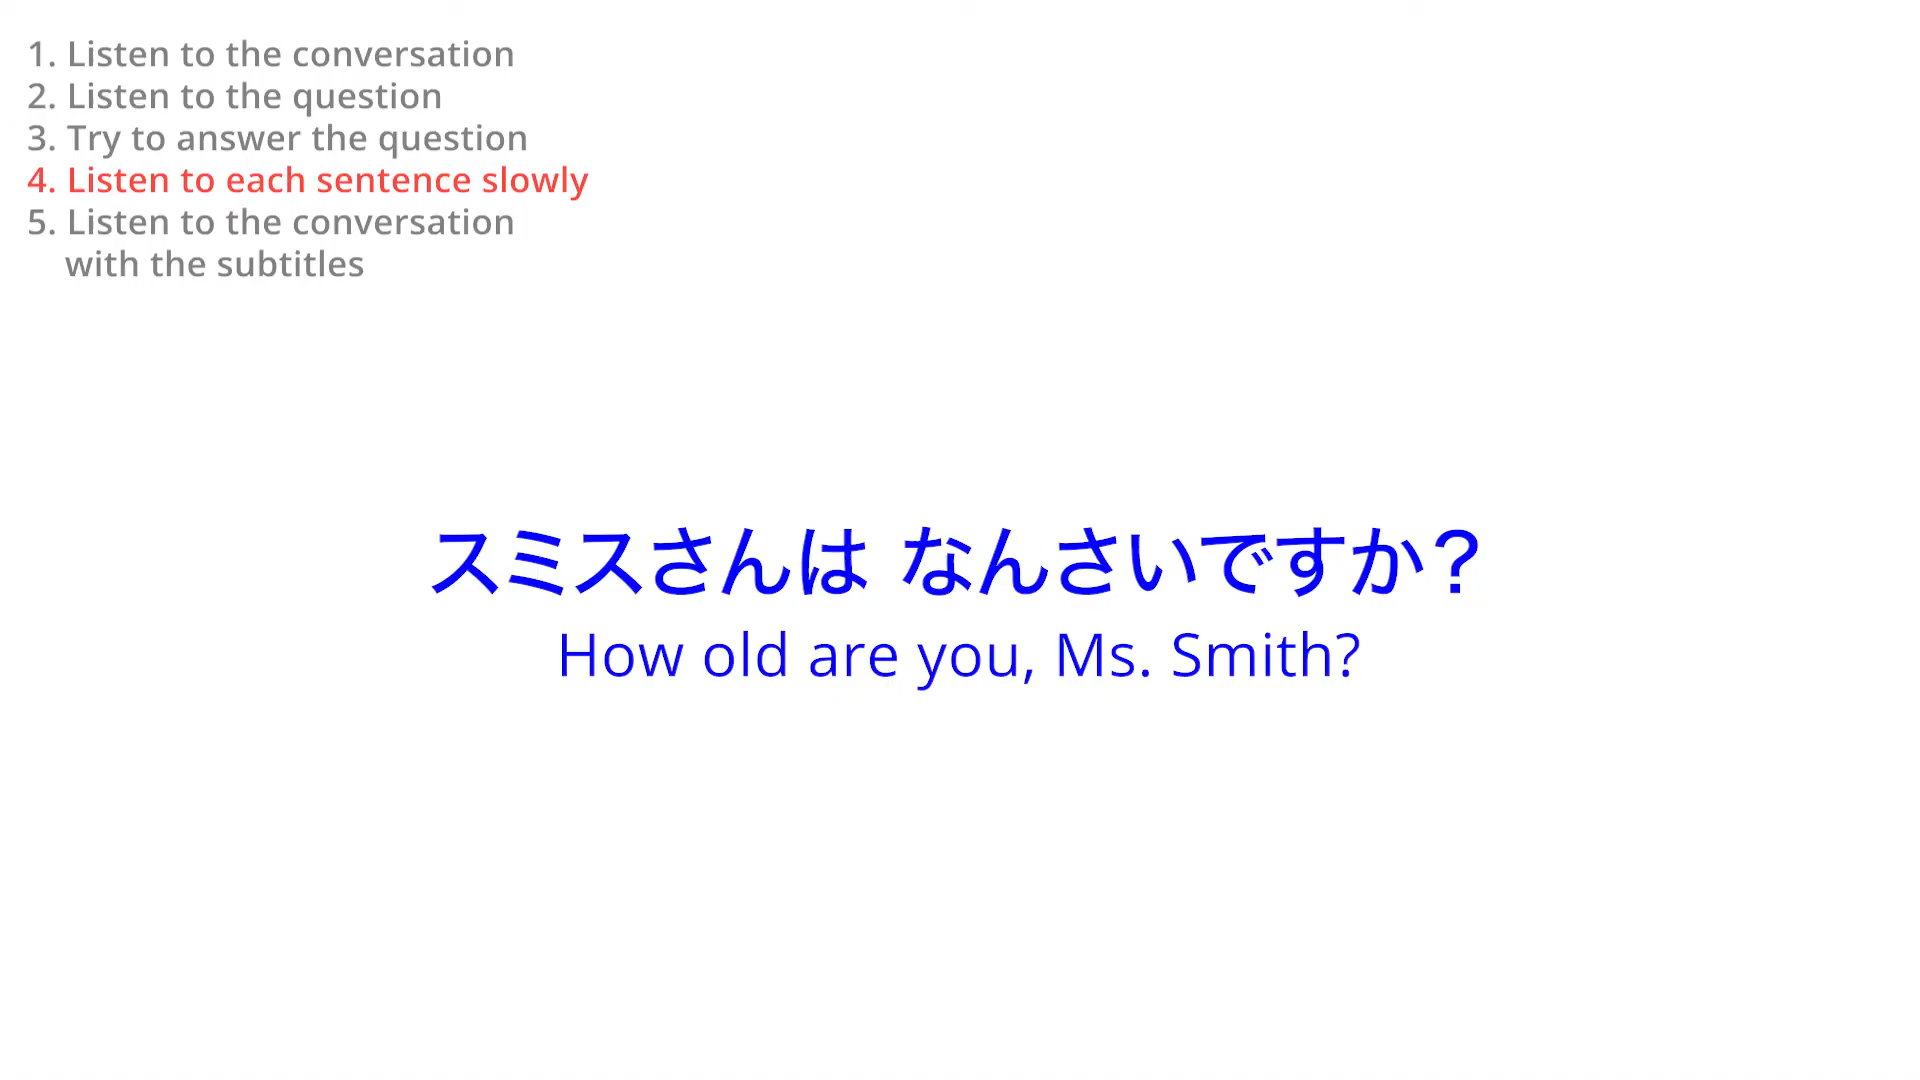 1. Listen to the conversation
2. Listen to the question
3. Try to answer the question
4. Listen to each sentence slowly
5. Listen to the conversation
with the subtitles
スミスさんは なんさいですか？
How old are you, Ms. Smith?